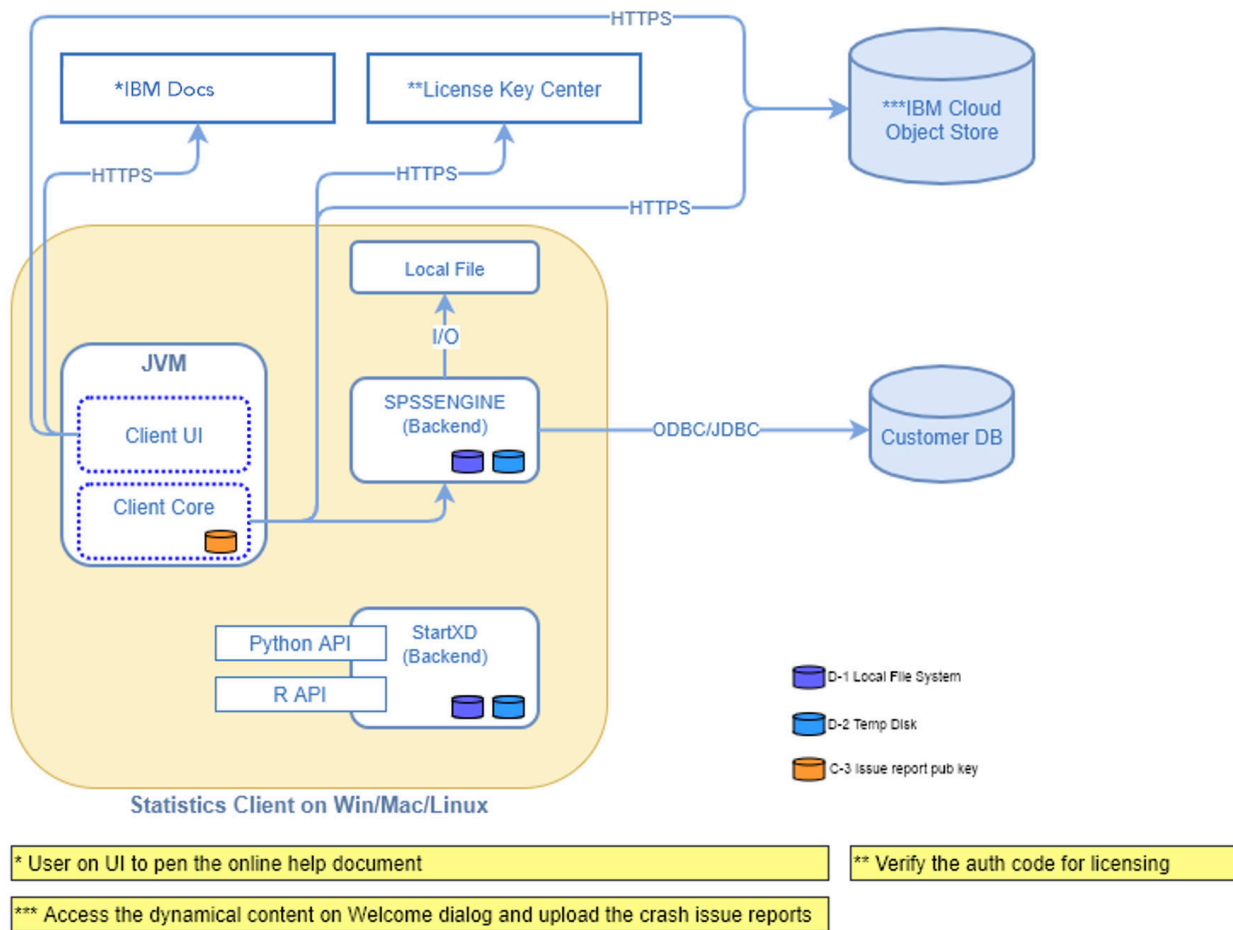 HTTPS
*IBM Docs
**License Key Center
***IBM Cloud
Object Store
HTTPS
HTTPS
HTTPS
Local File
I/O
JVM
SPSSENGINE
(Backend)
Client UI
ODBC/JDBC
Customer DB
Client Core
StartXD
(Backend)
Python API
R API
D-1 Local File System
D-2 Temp Disk
C-3 Issue report pub key
Statistics Client on Win/Mac/Linux
* User on UI to pen the online help document
** Verify the auth code for licensing
*** Access the dynamical content on Welcome dialog and upload the crash issue reports